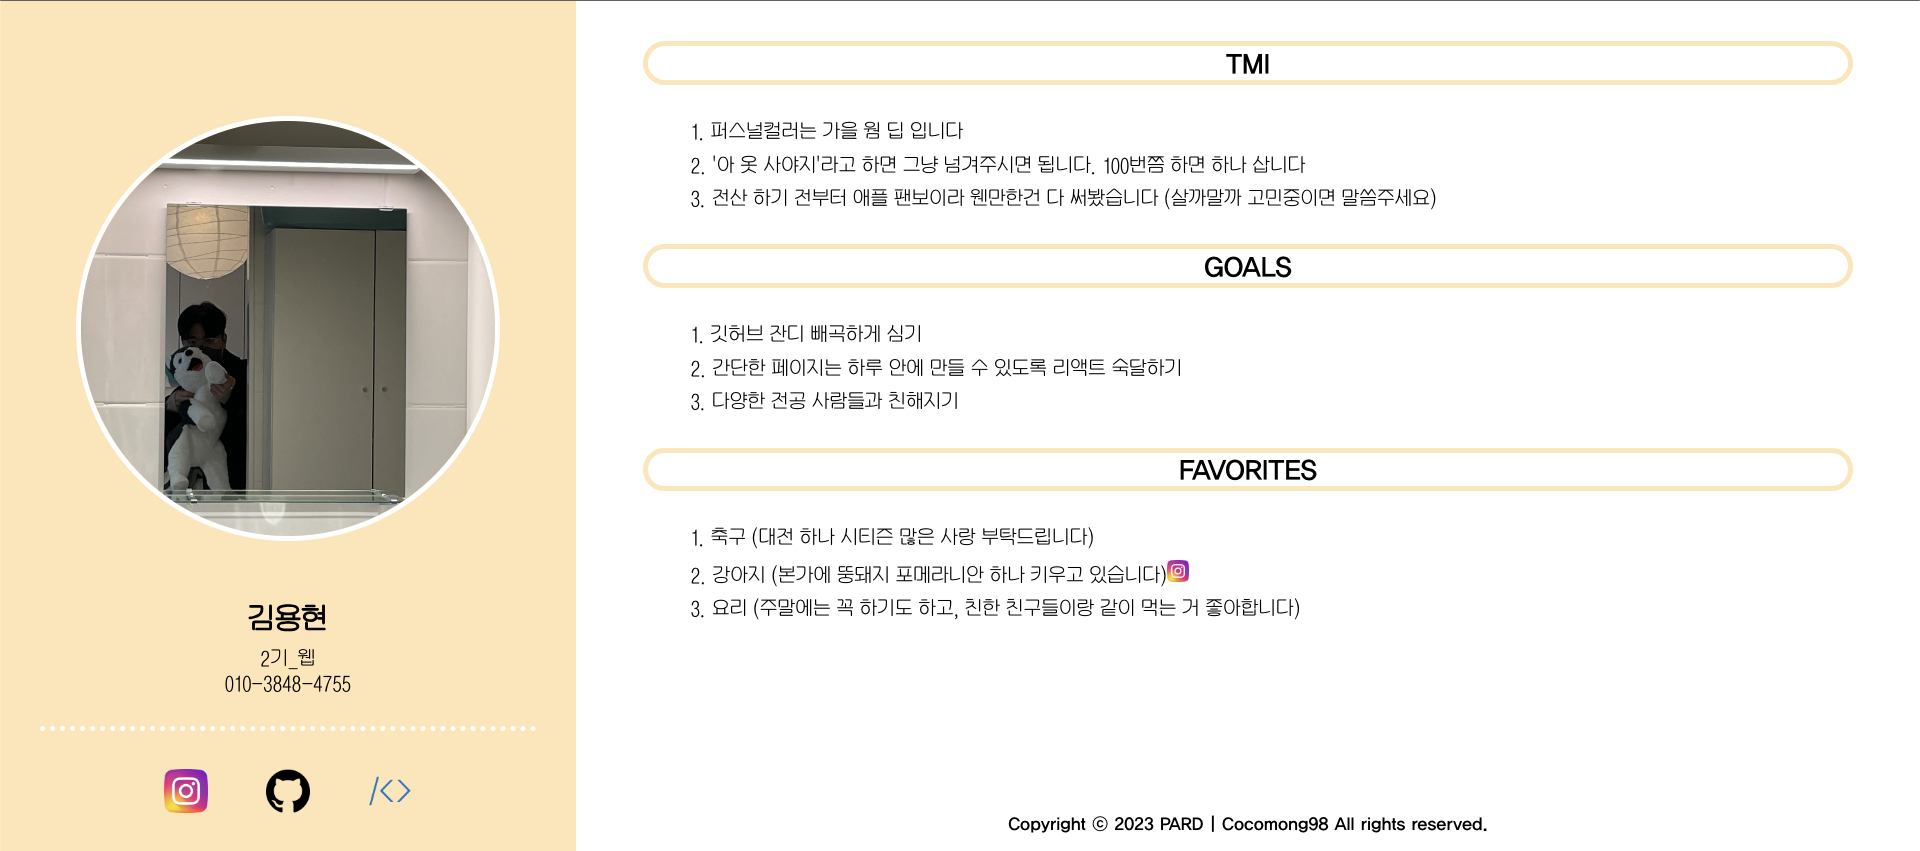 김용현
2기_웹
010-3848-4755
/<>
TMI
1. 퍼스널컬러는 가을 웜 딥 입니다
2. '아 옷 사야지'라고 하면 그냥 넘겨주시면 됩니다. 100번쯤 하면 하나 삽니다
3. 전산 하기 전부터 애플 팬보이라 웬만한건 다 써봤습니다 (살까말까 고민중이면 말씀주세요)
GOALS
1. 깃허브 잔디 빼곡하게 심기
2. 간단한 페이지는 하루 안에 만들 수 있도록 리액트 숙달하기
3. 다양한 전공 사람들과 친해지기
FAVORITES
1. 축구 (대전 하나 시티즌 많은 사랑 부탁드립니다)
2. 강아지 (본가에 뚱돼지 포메라니안 하나 키우고 있습니다)
3. 요리 (주말에는 꼭 하기도 하고, 친한 친구들이랑 같이 먹는 거 좋아합니다)
Copyright ⓒ 2023 PARD | Cocomong98 All rights reserved.